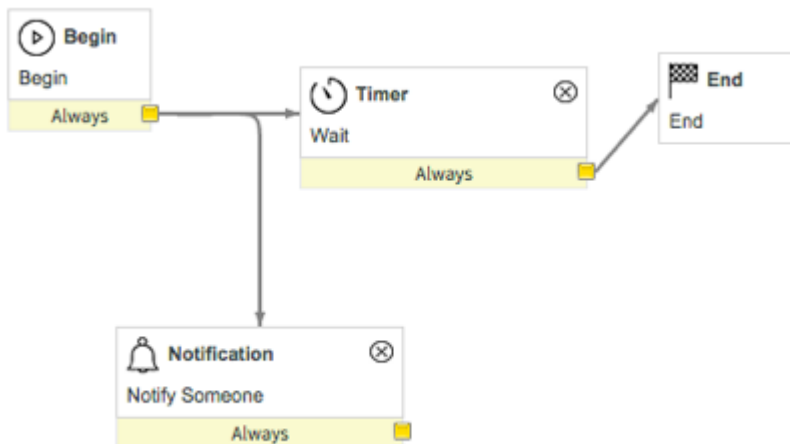 Begin
Begin
Always
Timer
Wait
Always
End
End
Notification
Notify Someone
Always